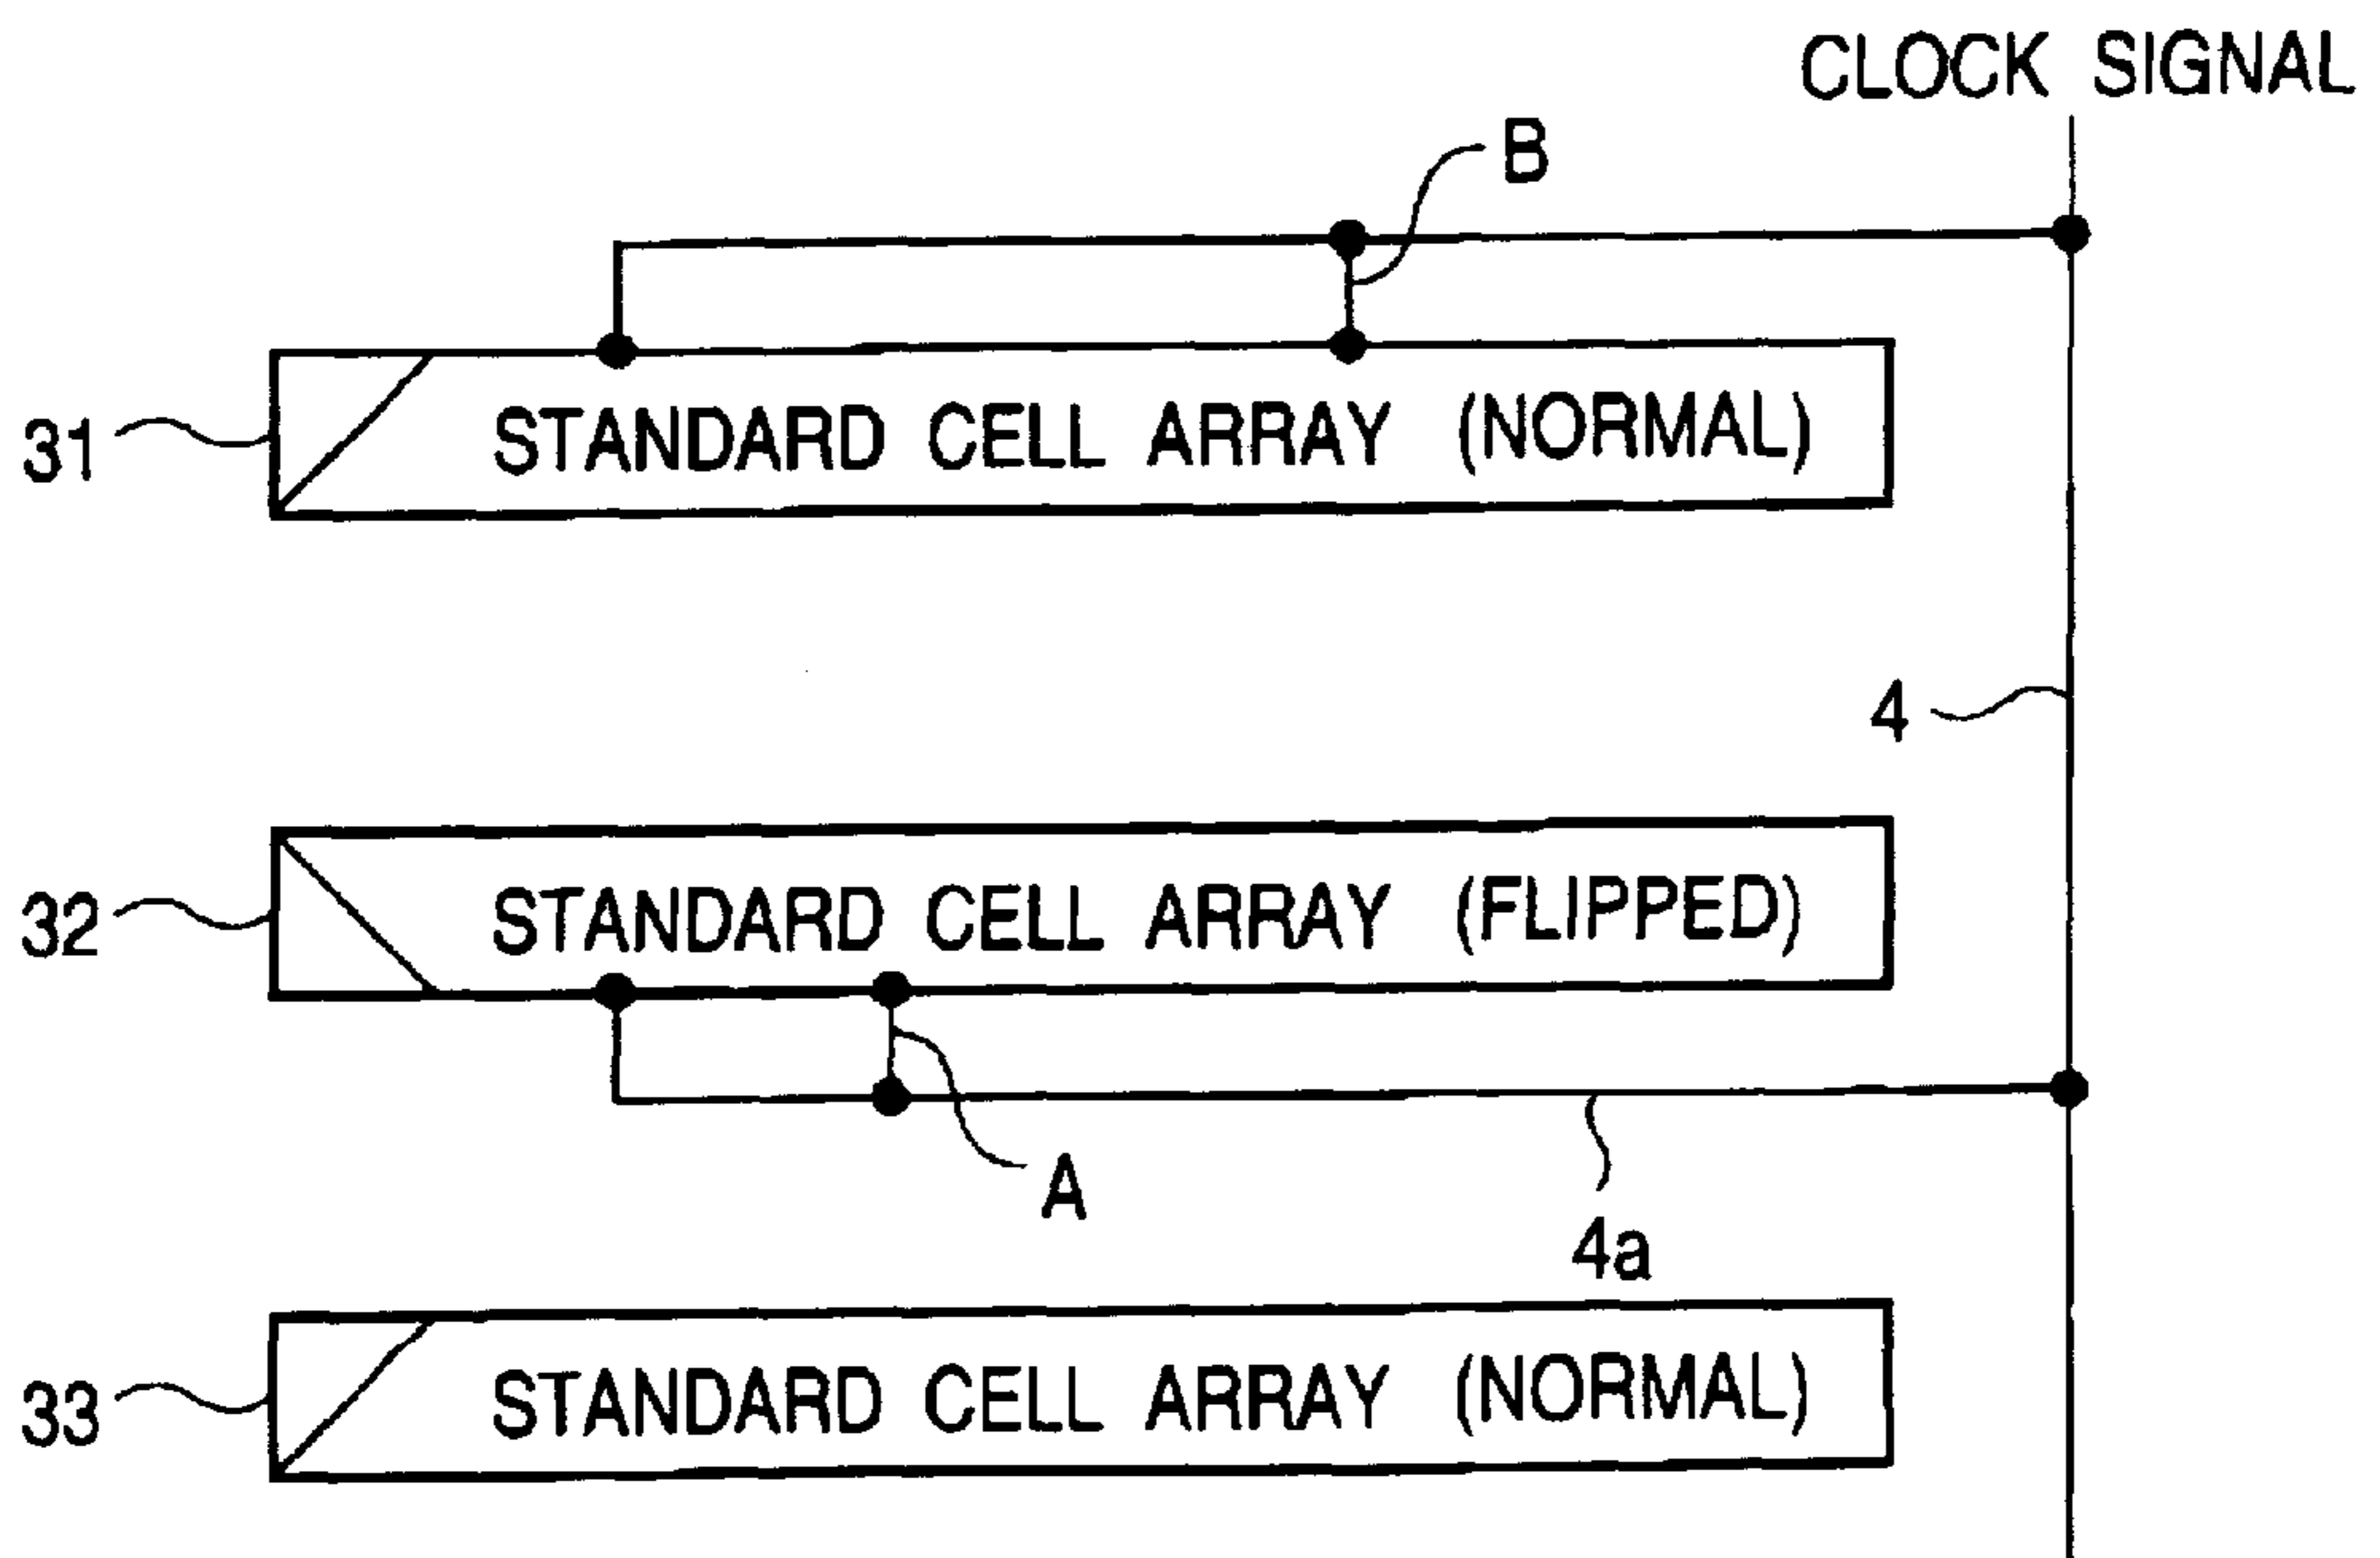 CLOCK SIGNAL
B
31
STANDARD CELL ARRAY (NORMAL)
4
32
STANDARD CELL ARRAY (FLIPPED)
A
4a
33
STANDARD CELL ARRAY (NORMAL)